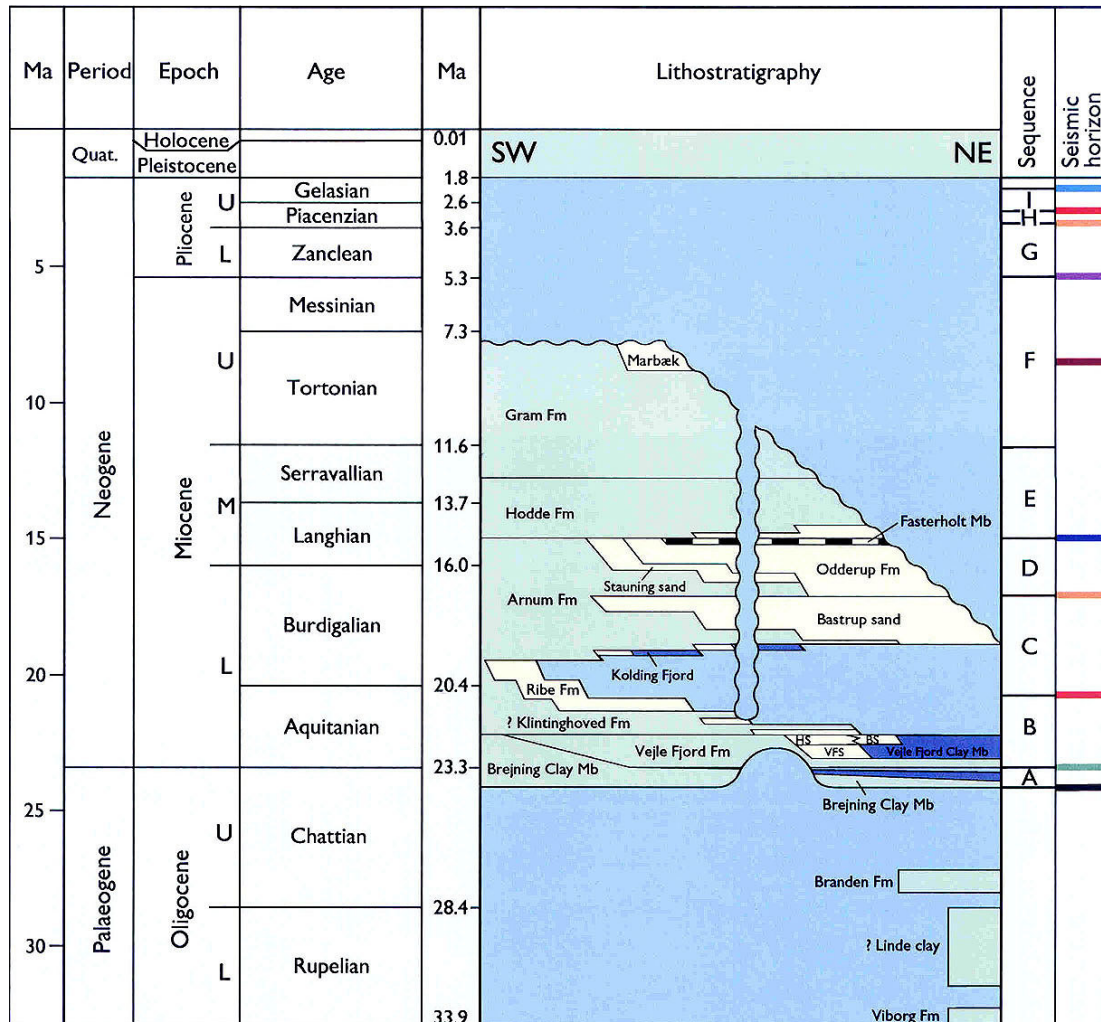 Ma Period Epoch Age Ma Lithostratigraphy Sequence Seismic horizon
Quat. Holocene 0.01 SW NE
Pleistocene
1.8
Gelasian I
U 2.6
Piacenzian H
Pliocene 3.6
L Zanclean G
5 5.3
Messinian
7.3
Marbæk
U F
Tortonian
10 Gram Fm
11.6
Serravallian
Neogene 13.7 E
M Hodde Fm Fasterholt Mb
Miocene Langhian
15
16.0 Odderup Fm D
Stauning sand
Arnum Fm
Bastrup sand
Burdigalian C
L Kolding Fjord
20 20.4 Ribe Fm
? Klintinghoved Fm B
Aquitanian HS BS
Vejle Fjord Fm VFS Vejle Fjord Clay Mb
23.3 Brejning Clay Mb A
Brejning Clay Mb
25
U Chattian
Branden Fm
Palaeogene Oligocene 28.4
? Linde clay
30
L Rupelian
33.9 Viborg Fm